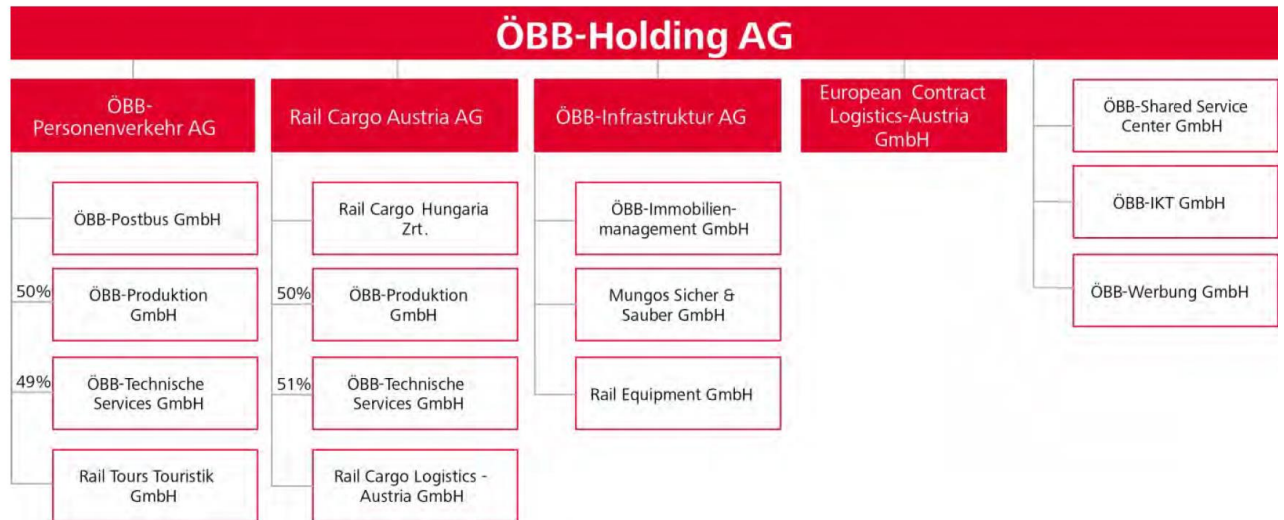 ÖBB-Holding AG
ÖBB-
Personenverkehr AG
Rail Cargo Austria AG
ÖBB-Infrastruktur AG
European Contract
Logistics-Austria
GmbH
ÖBB-Shared Service
Center GmbH
ÖBB-IKT GmbH
ÖBB-Werbung GmbH
ÖBB-Postbus GmbH
50%
ÖBB-Produktion
GmbH
49%
ÖBB-Technische
Services GmbH
Rail Tours Touristik
GmbH
Rail Cargo Hungaria
Zrt.
50%
ÖBB-Produktion
GmbH
51%
ÖBB-Technische
Services GmbH
Rail Cargo Logistics -
Austria GmbH
ÖBB-Immobilien-
management GmbH
Mungos Sicher &
Sauber GmbH
Rail Equipment GmbH